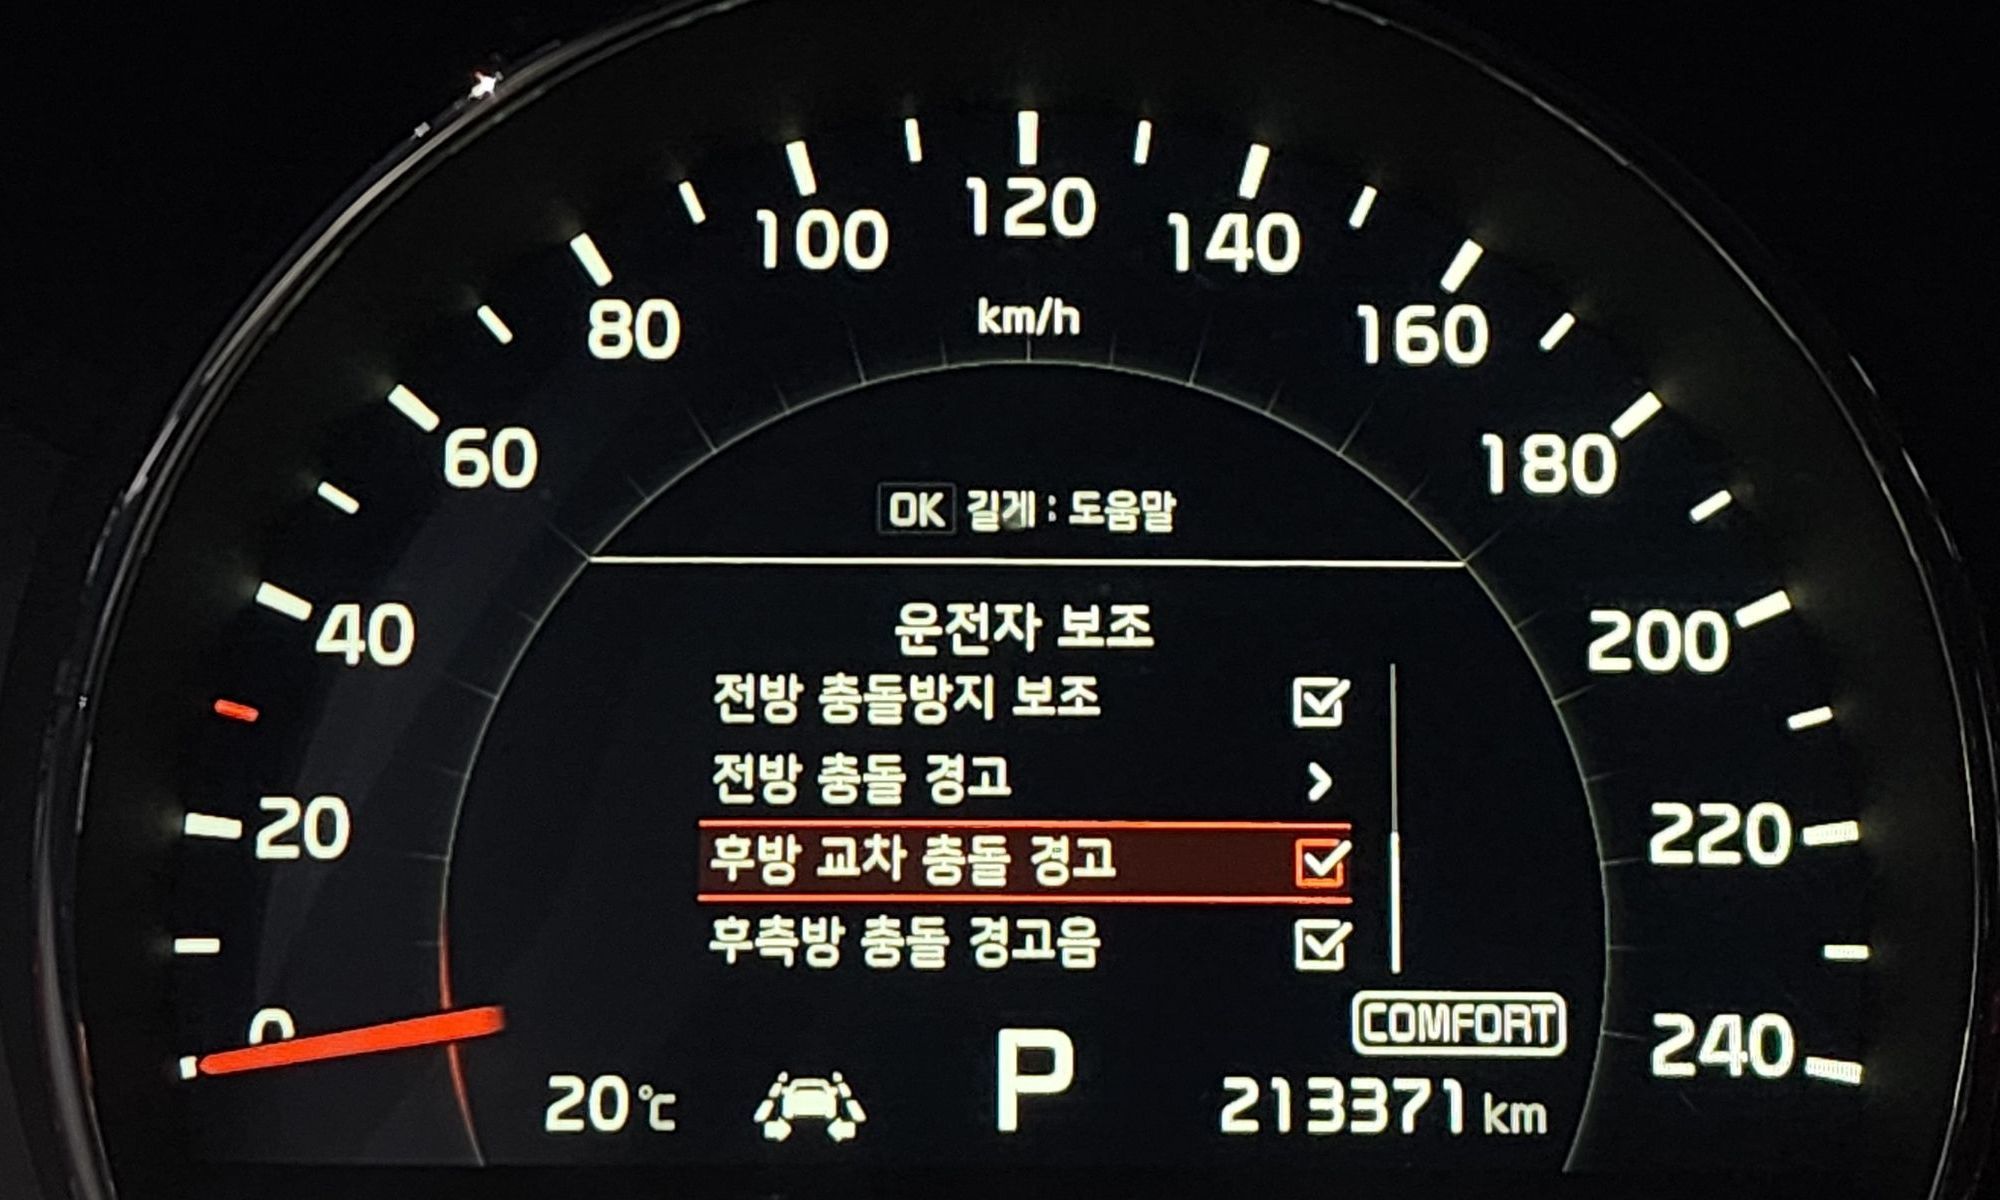 120
100
140
80
km/h
160
60
180
OK 길게 : 도움말
운전자 보조
40
200
전방 충돌방지 보조
전방 충돌 경고
20
220
후방 교차 충돌 경고
후측방 충돌 경고음
0
COMFORT
240
20℃
P
213371 km